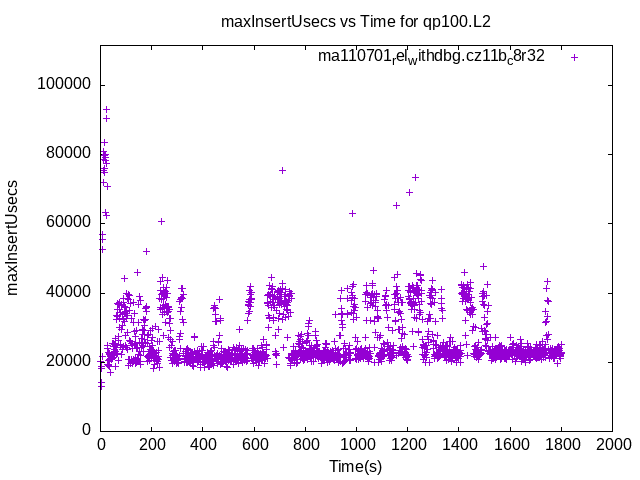 maxInsertUsecs vs Time for qp100.L2
ma110701_rel_withdbg.cz11b_c8r32
100000
80000
60000
40000
20000
0
maxInsertUsecs
0 200 400 600 800 1000 1200 1400 1600 1800 2000
Time(s)